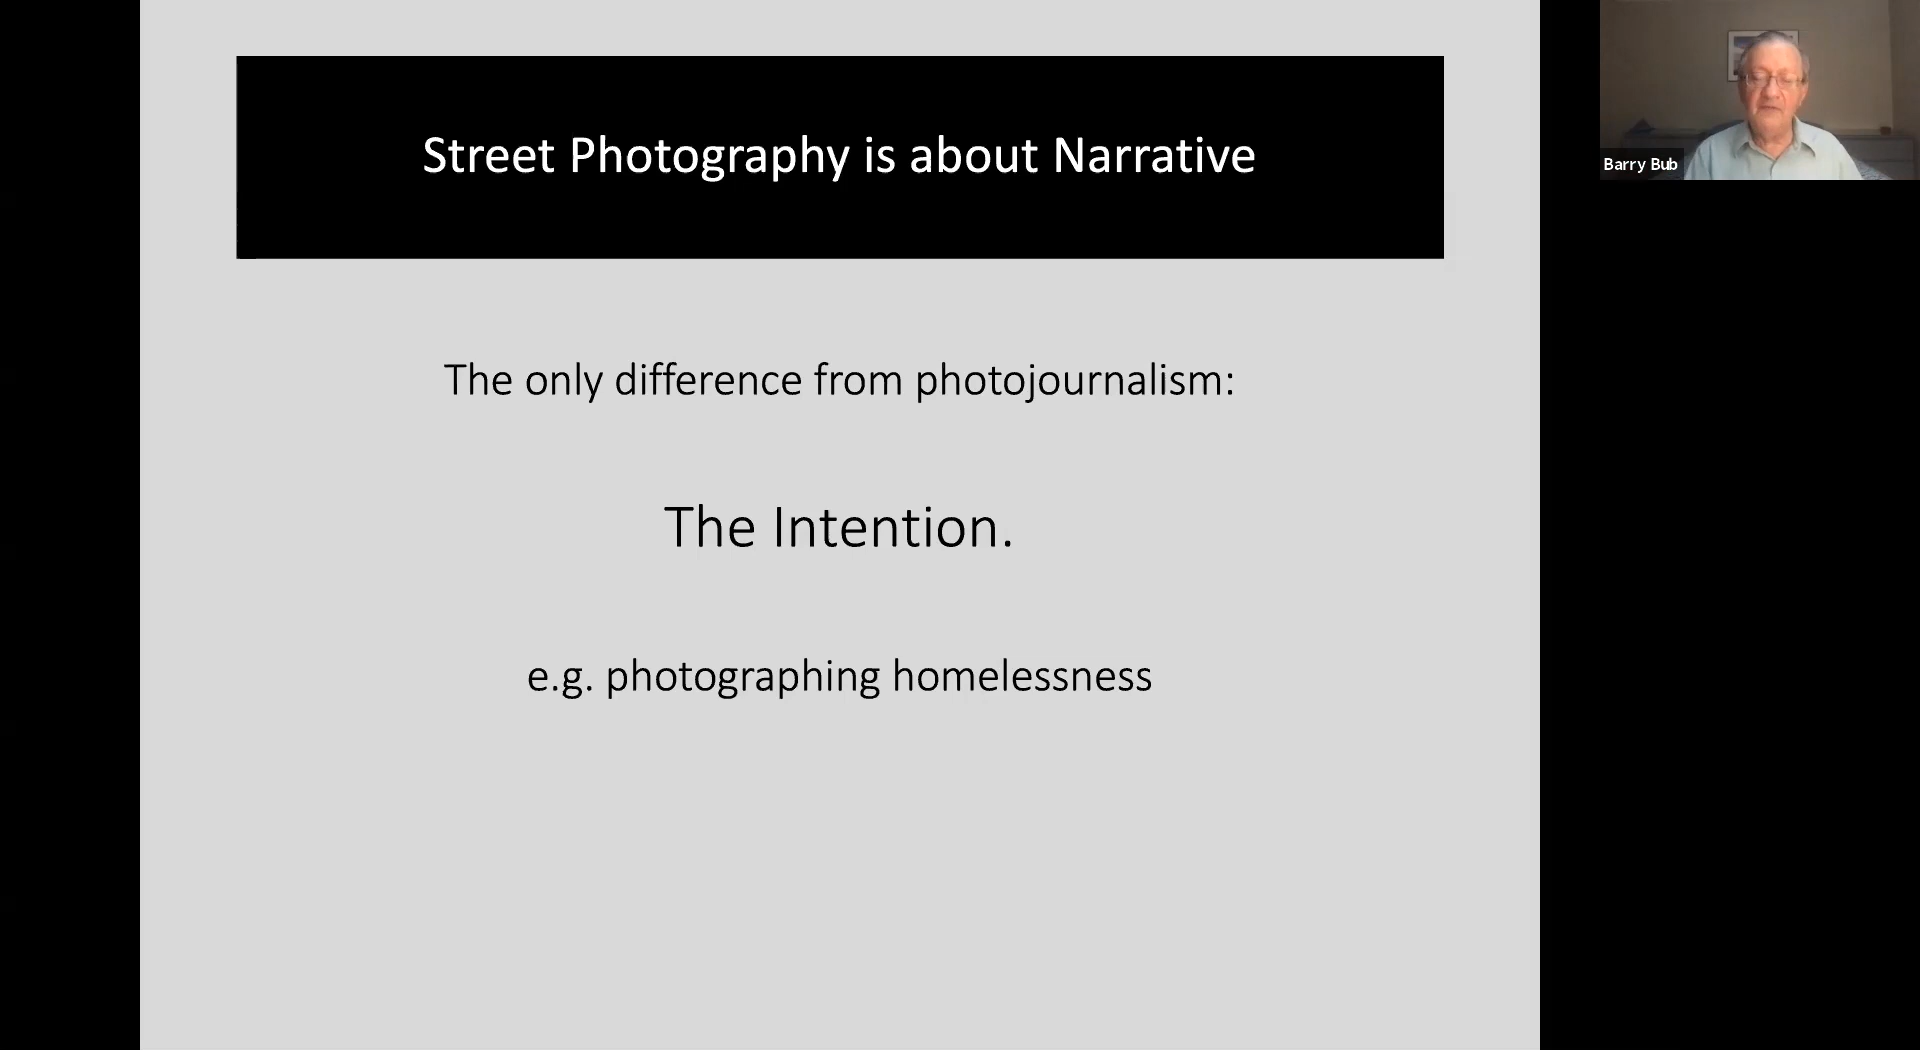 Street Photography is about Narrative
The only difference from photojournalism:
The Intention.
e.g. photographing homelessness
Barry Bub